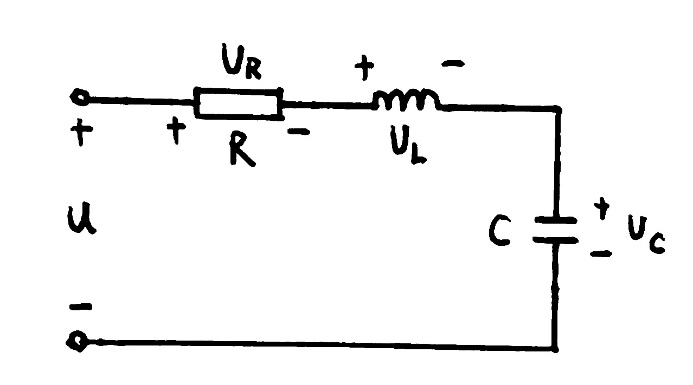 U_R
+ -
+ + -
R U_L
u C + U_C
-
-